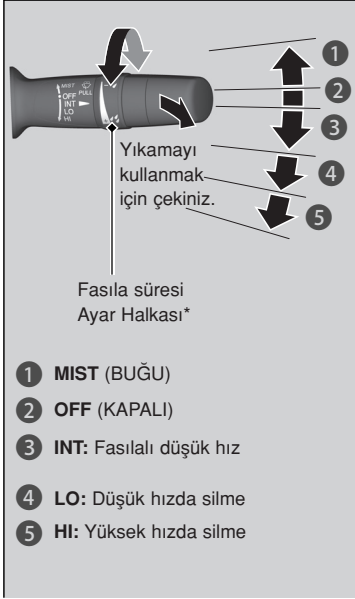 MIST
OFF
PULL
INT
LO
HI
1
2
3
4
5
Yıkamayı
kullanmak
için çekiniz.
Fasıla süresi
Ayar Halkası*
1 MIST (BUĞU)
2 OFF (KAPALI)
3 INT: Fasılalı düşük hız
4 LO: Düşük hızda silme
5 HI: Yüksek hızda silme